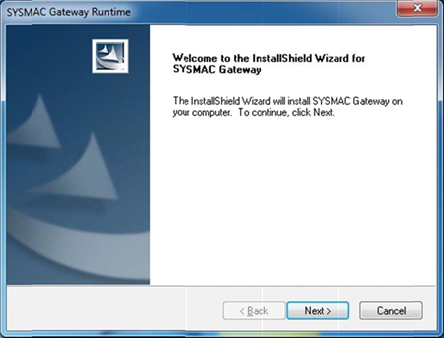 SYSMAC Gateway Runtime
Welcome to the InstallShield Wizard for
SYSMAC Gateway
The InstallShield Wizard will install SYSMAC Gateway on
your computer. To continue, click Next.
< Back Next > Cancel